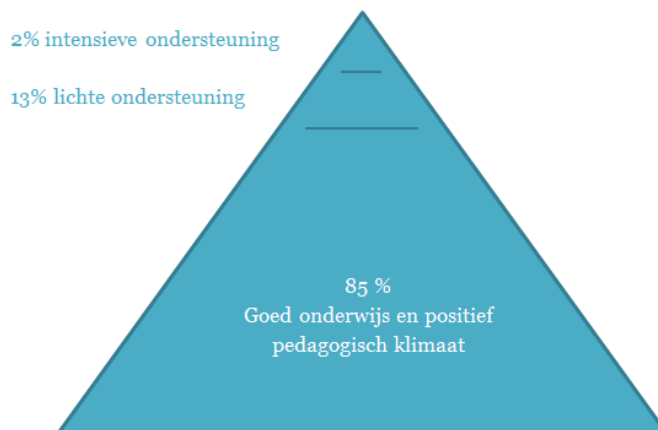 2% intensieve ondersteuning
13% lichte ondersteuning
85 %
Goed onderwijs en positief
pedagogisch klimaat